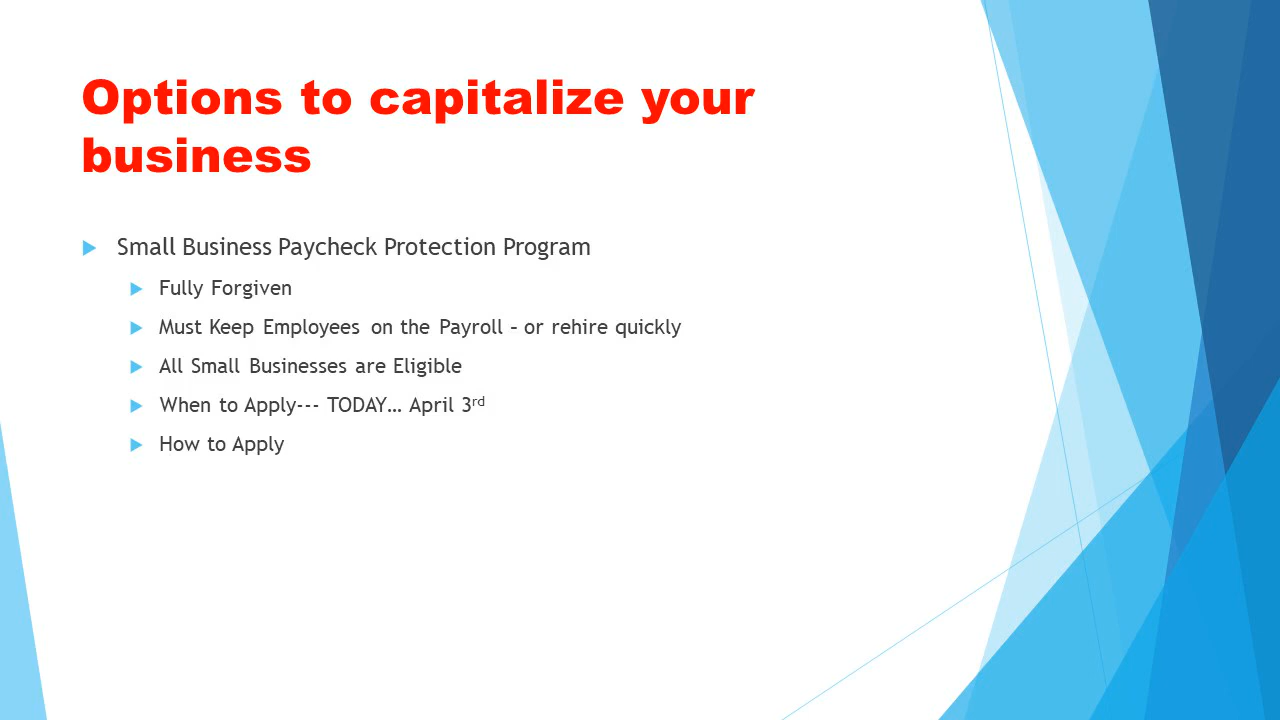 Options to capitalize your
business
Small Business Paycheck Protection Program
Fully Forgiven
Must Keep Employees on the Payroll – or rehire quickly
All Small Businesses are Eligible
When to Apply--- TODAY… April 3rd
How to Apply